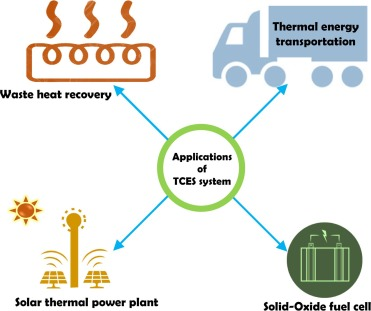 Thermal energy
transportation
Waste heat recovery
Applications
of
TCES system
Solar thermal power plant
Solid-Oxide fuel cell